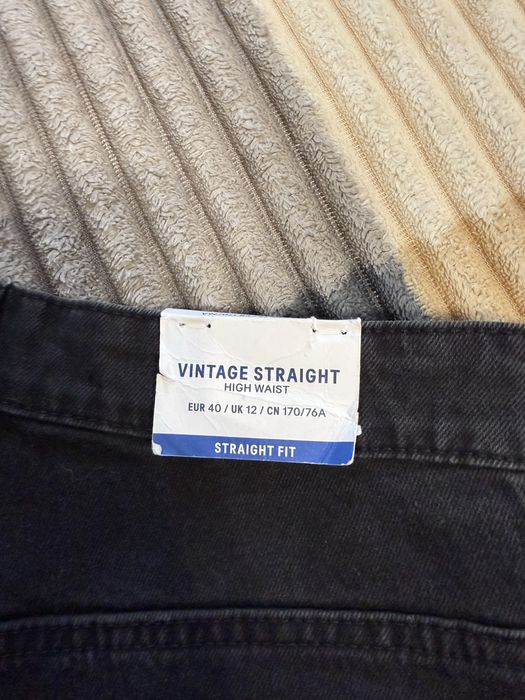 VINTAGE STRAIGHT
HIGH WAIST
EUR 40 / UK 12 / CN 170/76A
STRAIGHT FIT